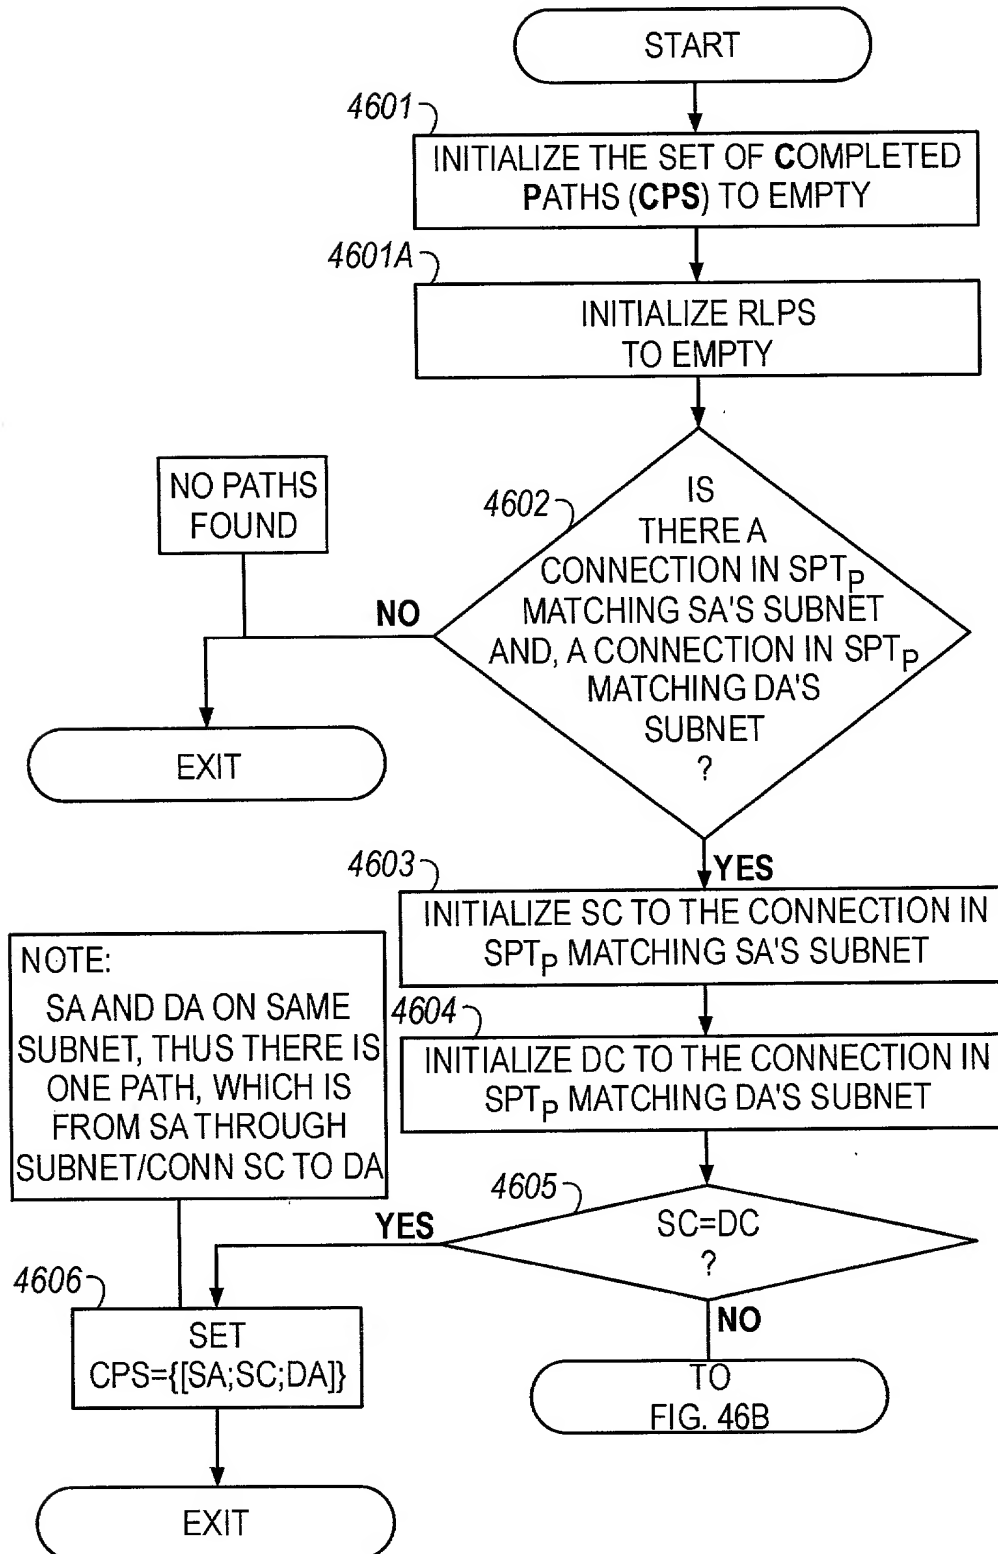 START
4601
INITIALIZE THE SET OF COMPLETED
PATHS (CPS) TO EMPTY
4601A
INITIALIZE RLPS
TO EMPTY
NO PATHS
FOUND
4602
IS
THERE A
CONNECTION IN SPTP
MATCHING SA'S SUBNET
AND, A CONNECTION IN SPTP
MATCHING DA'S
SUBNET
?
NO
EXIT
YES
4603
INITIALIZE SC TO THE CONNECTION IN
SPTP MATCHING SA'S SUBNET
4604
INITIALIZE DC TO THE CONNECTION IN
SPTP MATCHING DA'S SUBNET
NOTE:
SA AND DA ON SAME
SUBNET, THUS THERE IS
ONE PATH, WHICH IS
FROM SA THROUGH
SUBNET/CONN SC TO DA
4605
SC=DC
?
YES
NO
4606
SET
CPS={[SA;SC;DA]}
TO
FIG. 46B
EXIT